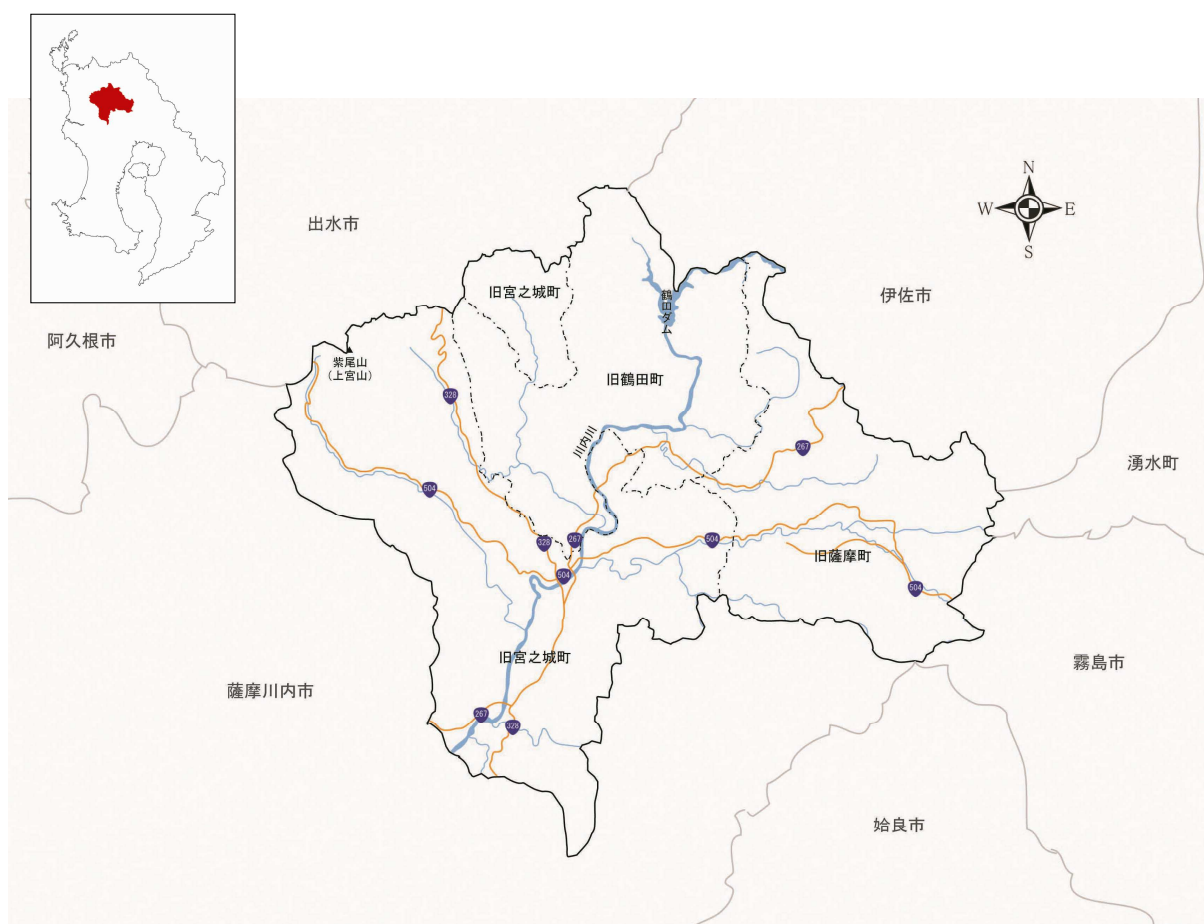 N
W
E
S
出水市
旧宮之城町
伊佐市
鶴田ダム
阿久根市
紫尾山
(上宮山)
旧鶴田町
328
川内川
267
湧水町
504
328
267
504
504
旧薩摩町
504
旧宮之城町
霧島市
薩摩川内市
267
328
姶良市